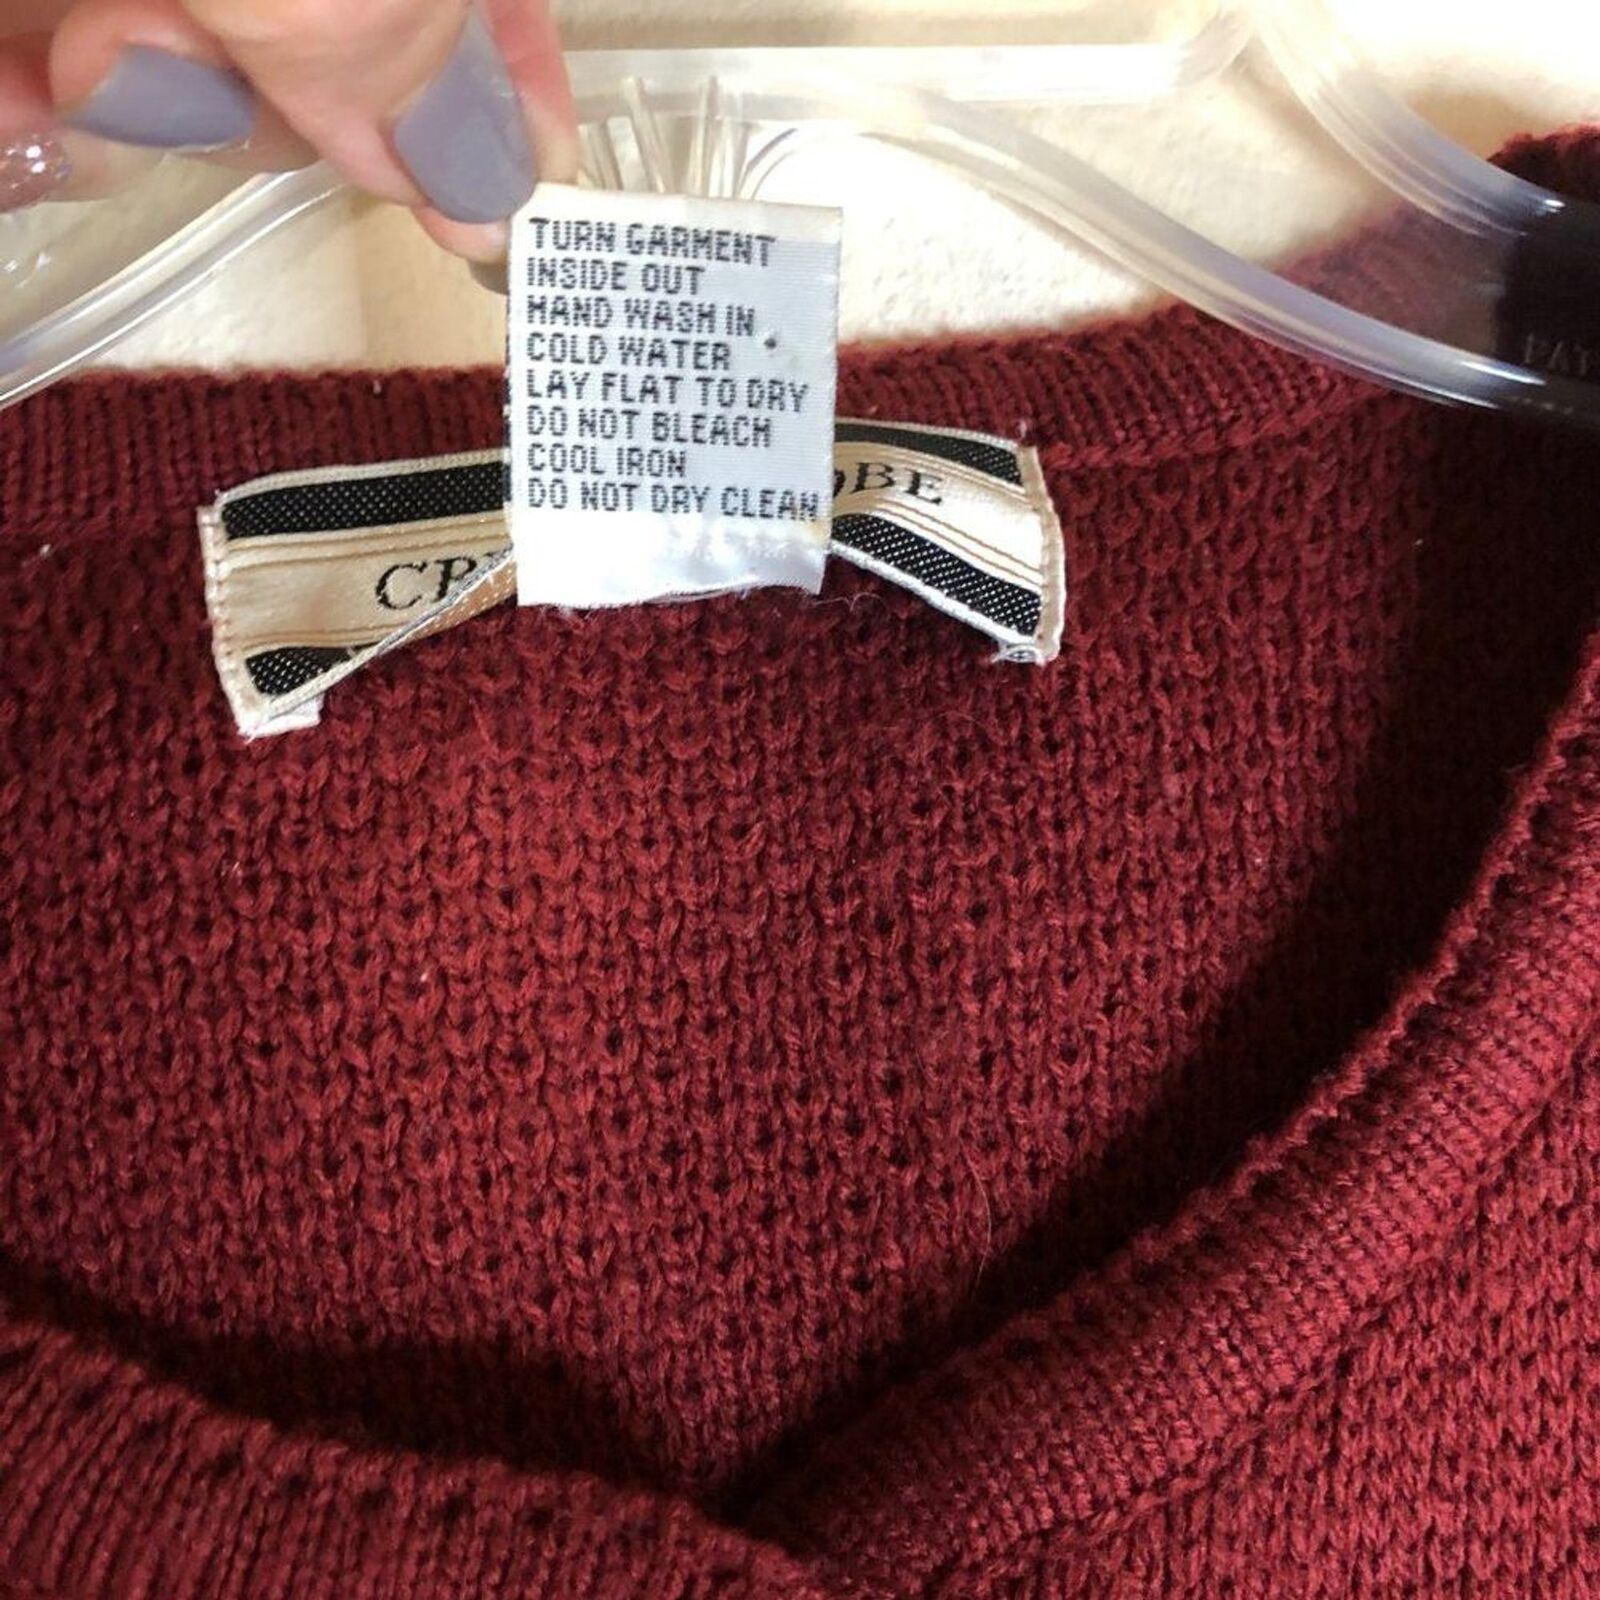 TURN GARMENT
INSIDE OUT
HAND WASH IN
COLD WATER
LAY FLAT TO DRY
DO NOT BLEACH
COOL IRON
DO NOT DRY CLEAN